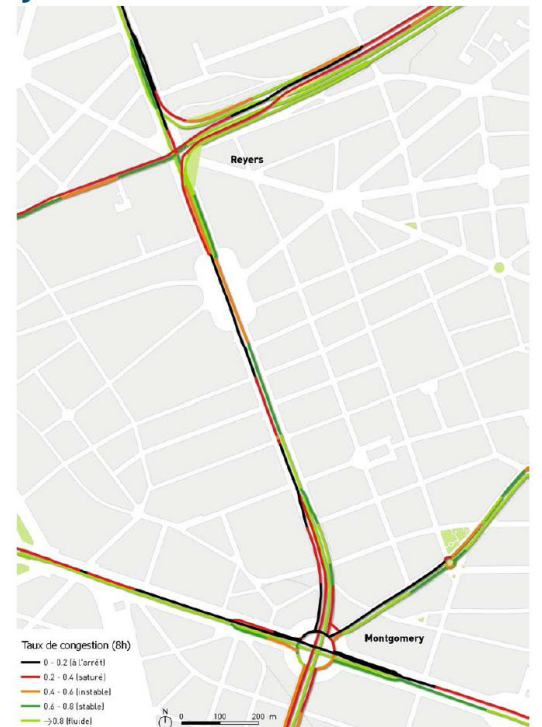 Reyers
Montgomery
Taux de congestion (8h)
0 - 0.2 (à l'arrêt)
0.2 - 0.4 (saturé)
0.4 - 0.6 (instable)
0.6 - 0.8 (stable)
->0.8 (fluide)
N
0 100 200 m